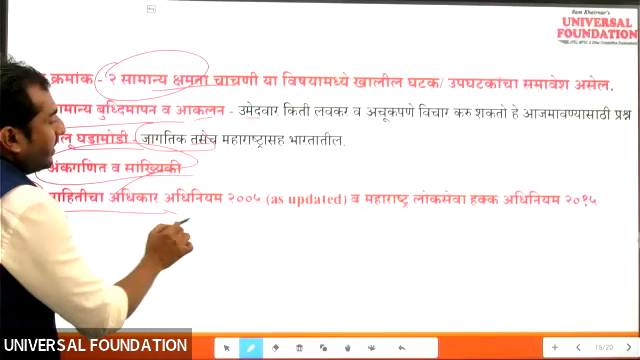 Ram Khairnar's
UNIVERSAL
FOUNDATION
क्रमांक - २ सामान्य क्षमता चाचणी या विषयामध्ये खालील घटक/ उपघटकांचा समावेश असेल.
बुध्दिमापन व आकलन - उमेदवार किती लवकर व अचूकपणे विचार करु शकतो हे आजमावण्यासाठी प्रश्न
घडामोडी - जागतिक तसेच महाराष्ट्रासह भारतातील.
अंकगणित व सांख्यिकी
अधिकार अधिनियम २००५ (as updated) व महाराष्ट्र लोकसेवा हक्क अधिनियम २०१५
UNIVERSAL FOUNDATION
15/20